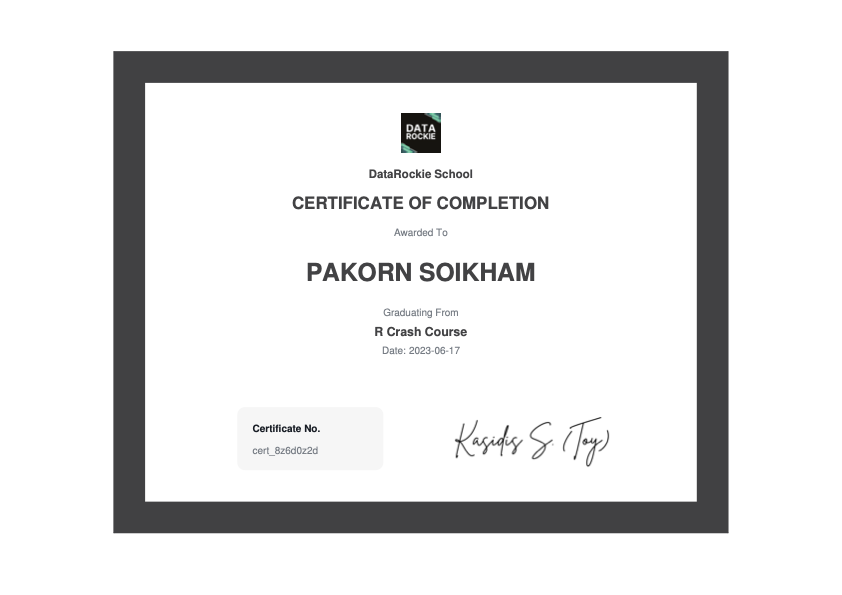 DATA
ROCKIE
DataRockie School
CERTIFICATE OF COMPLETION
Awarded To
PAKORN SOIKHAM
Graduating From
R Crash Course
Date: 2023-06-17
Certificate No.
cert_8z6d0z2d
Kasidis S. (Toy)